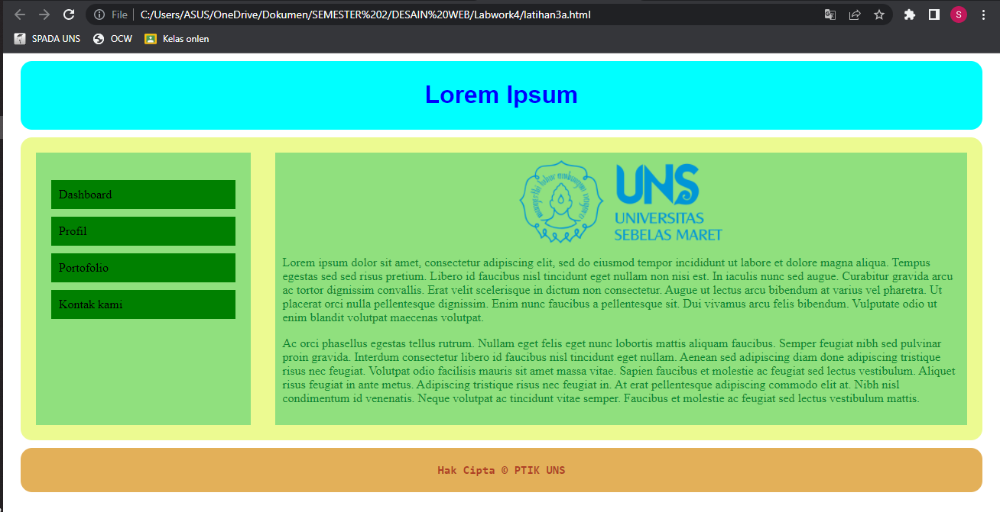 File
C:/Users/ASUS/OneDrive/Dokumen/SEMESTER%202/DESAIN%20WEB/Labwork4/latihan3a.html
S
SPADA UNS
OCW
Kelas onlen
Lorem Ipsum
Dashboard
Profil
Portofolio
Kontak kami
UNS
UNIVERSITAS
SEBELAS MARET
Lorem ipsum dolor sit amet, consectetur adipiscing elit, sed do eiusmod tempor incididunt ut labore et dolore magna aliqua. Tempus
egestas sed sed risus pretium. Libero id faucibus nisl tincidunt eget nullam non nisi est. In iaculis nunc sed augue. Curabitur gravida arcu
ac tortor dignissim convallis. Erat velit scelerisque in dictum non consectetur. Augue ut lectus arcu bibendum at varius vel pharetra. Ut
placerat orci nulla pellentesque dignissim. Enim nunc faucibus a pellentesque sit. Dui vivamus arcu felis bibendum. Vulputate odio ut
enim blandit volutpat maecenas volutpat.
Ac orci phasellus egestas tellus rutrum. Nullam eget felis eget nunc lobortis mattis aliquam faucibus. Semper feugiat nibh sed pulvinar
proin gravida. Interdum consectetur libero id faucibus nisl tincidunt eget nullam. Aenean sed adipiscing diam done adipiscing tristique
risus nec feugiat. Volutpat odio facilisis mauris sit amet massa vitae. Sapien faucibus et molestie ac feugiat sed lectus vestibulum. Aliquet
risus feugiat in ante metus. Adipiscing tristique risus nec feugiat in. At erat pellentesque adipiscing commodo elit at. Nibh nisl
condimentum id venenatis. Neque volutpat ac tincidunt vitae semper. Faucibus et molestie ac feugiat sed lectus vestibulum mattis.
Hak Cipta © PTIK UNS